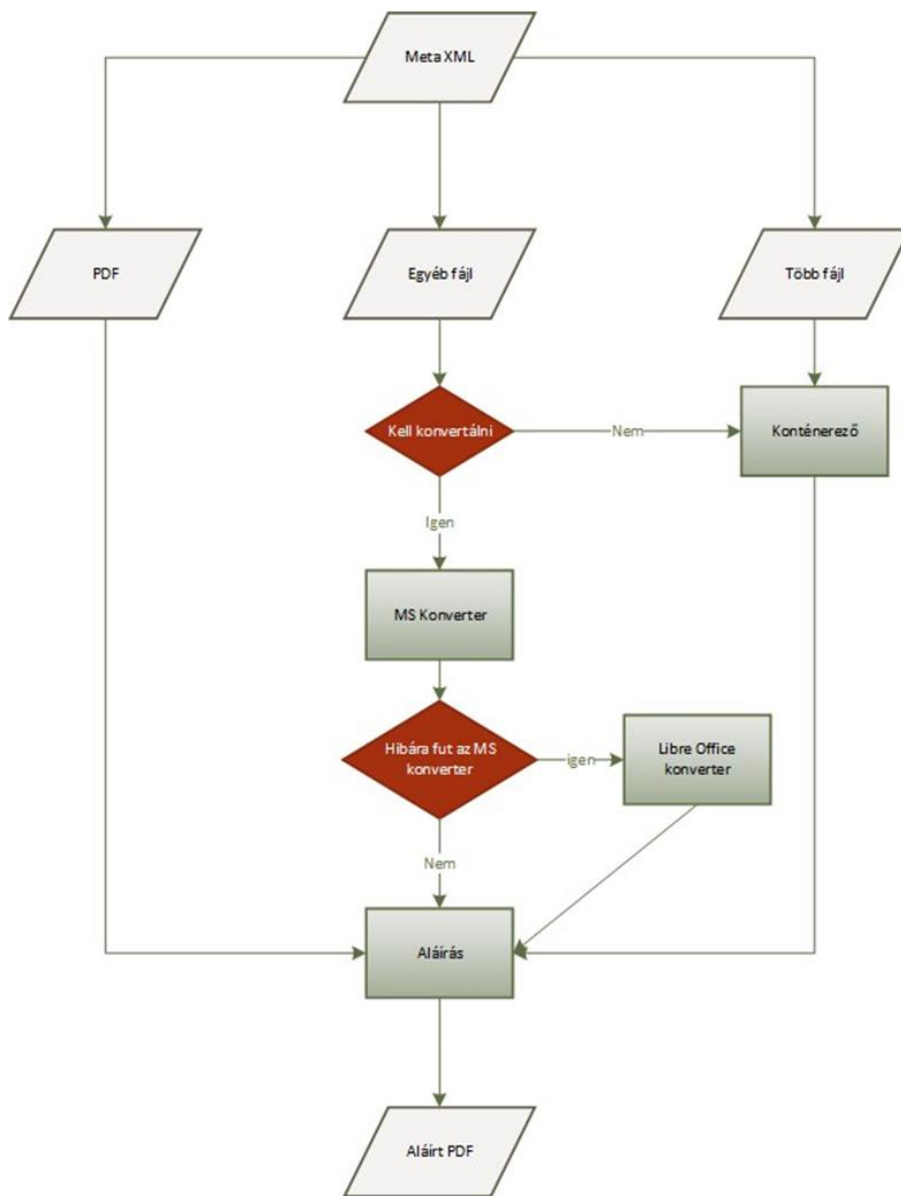 Meta XML
PDF
Egyéb fájl
Több fájl
Kell konvertálni
Nem
Konténerező
Igen
MS Konverter
Hibára fut az MS
konverter
igen
Libre Office
konverter
Nem
Aláírás
Aláírt PDF